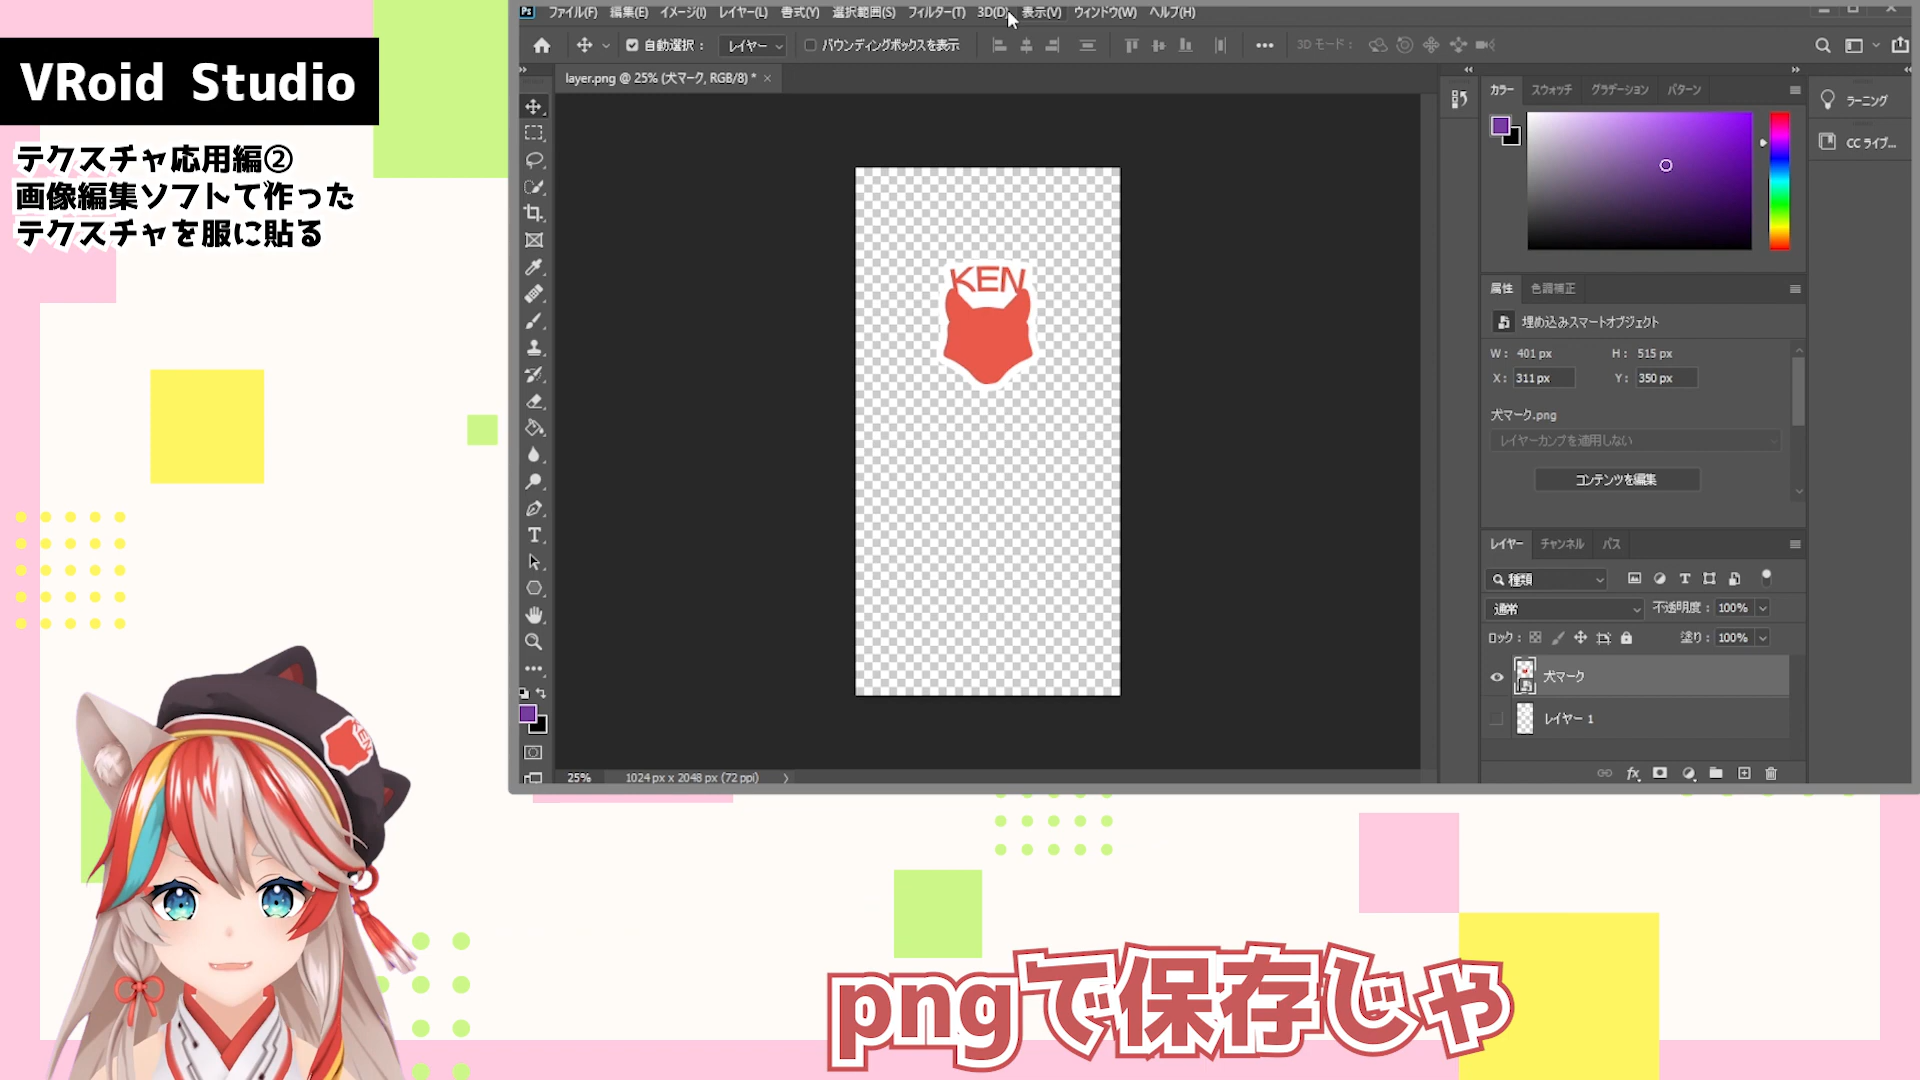 VRoid Studio
テクスチャ応用編②
画像編集ソフトで作った
テクスチャを服に貼る
Ps ファイル(F) 編集(E) イメージ(I) レイヤー(L) 書式(Y) 選択範囲(S) フィルター(T) 3D(D) 表示(V) ウィンドウ(W) ヘルプ(H)
自動選択： レイヤー バウンディングボックスを表示 3D モード：
layer.png @ 25% (犬マーク, RGB/8) *
KEN
25% 1024 px x 2048 px (72 ppi)
カラー スウォッチ グラデーション パターン
属性 色調補正
埋め込みスマートオブジェクト
W： 401 px H： 515 px
X： 311 px Y： 350 px
犬マーク.png
レイヤーカンプを適用しない
コンテンツを編集
レイヤー チャンネル パス
種類
通常 不透明度： 100%
ロック： 塗り： 100%
犬マーク
レイヤー 1
ラーニング
CC ライブ...
KEN
pngで保存じゃ